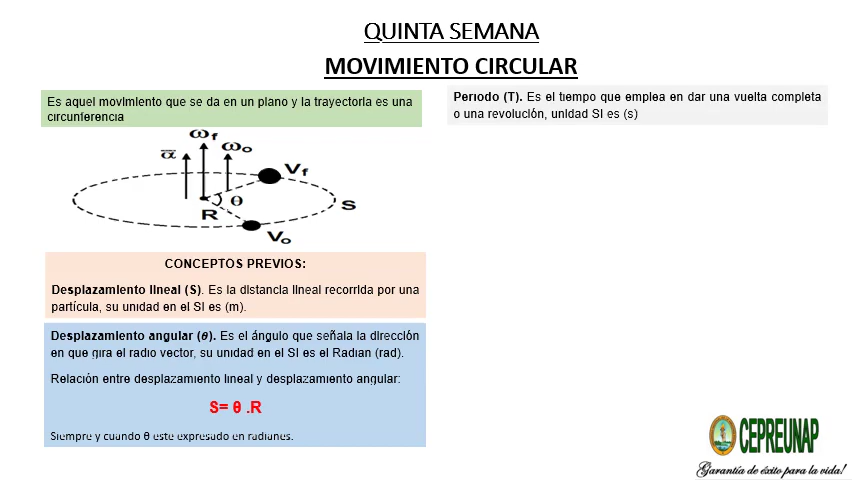 QUINTA SEMANA
MOVIMIENTO CIRCULAR
Es aquel movimiento que se da en un plano y la trayectoria es una
circunferencia
α ω_f ω_o
V_f
θ
S
R
V_o
CONCEPTOS PREVIOS:
Desplazamiento lineal (S). Es la distancia lineal recorrida por una
partícula, su unidad en el SI es (m).
Desplazamiento angular (θ). Es el ángulo que señala la dirección
en que gira el radio vector, su unidad en el SI es el Radian (rad).
Relación entre desplazamiento lineal y desplazamiento angular:
S= θ .R
Siempre y cuando θ este expresado en radianes.
Periodo (T). Es el tiempo que emplea en dar una vuelta completa
o una revolución, unidad SI es (s)
CEPREUNAP
Garantía de éxito para la vida!